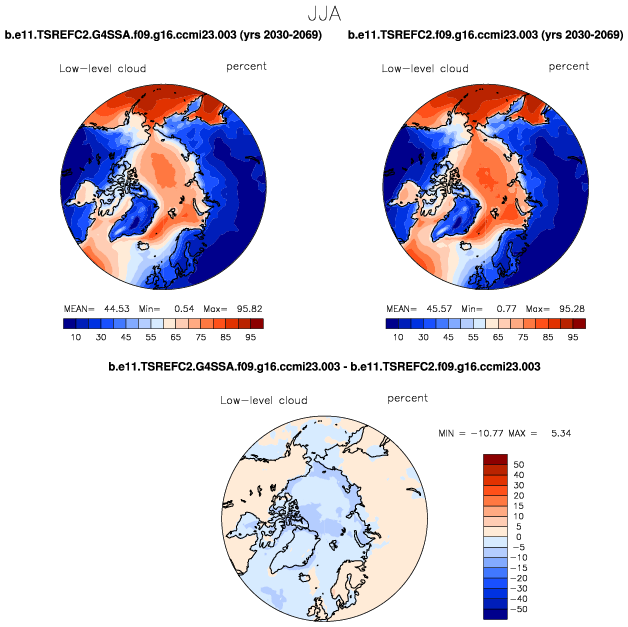 JJA
b.e11.TSREFC2.G4SSA.f09.g16.ccmi23.003 (yrs 2030-2069)
b.e11.TSREFC2.f09.g16.ccmi23.003 (yrs 2030-2069)
Low-level cloud percent
Low-level cloud percent
MEAN= 44.53 Min= 0.54 Max= 95.82
MEAN= 45.57 Min= 0.77 Max= 95.28
10 30 45 55 65 75 85 95
10 30 45 55 65 75 85 95
b.e11.TSREFC2.G4SSA.f09.g16.ccmi23.003 - b.e11.TSREFC2.f09.g16.ccmi23.003
Low-level cloud percent
MIN = -10.77 MAX = 5.34
50
40
30
20
15
10
5
0
-5
-10
-15
-20
-30
-40
-50